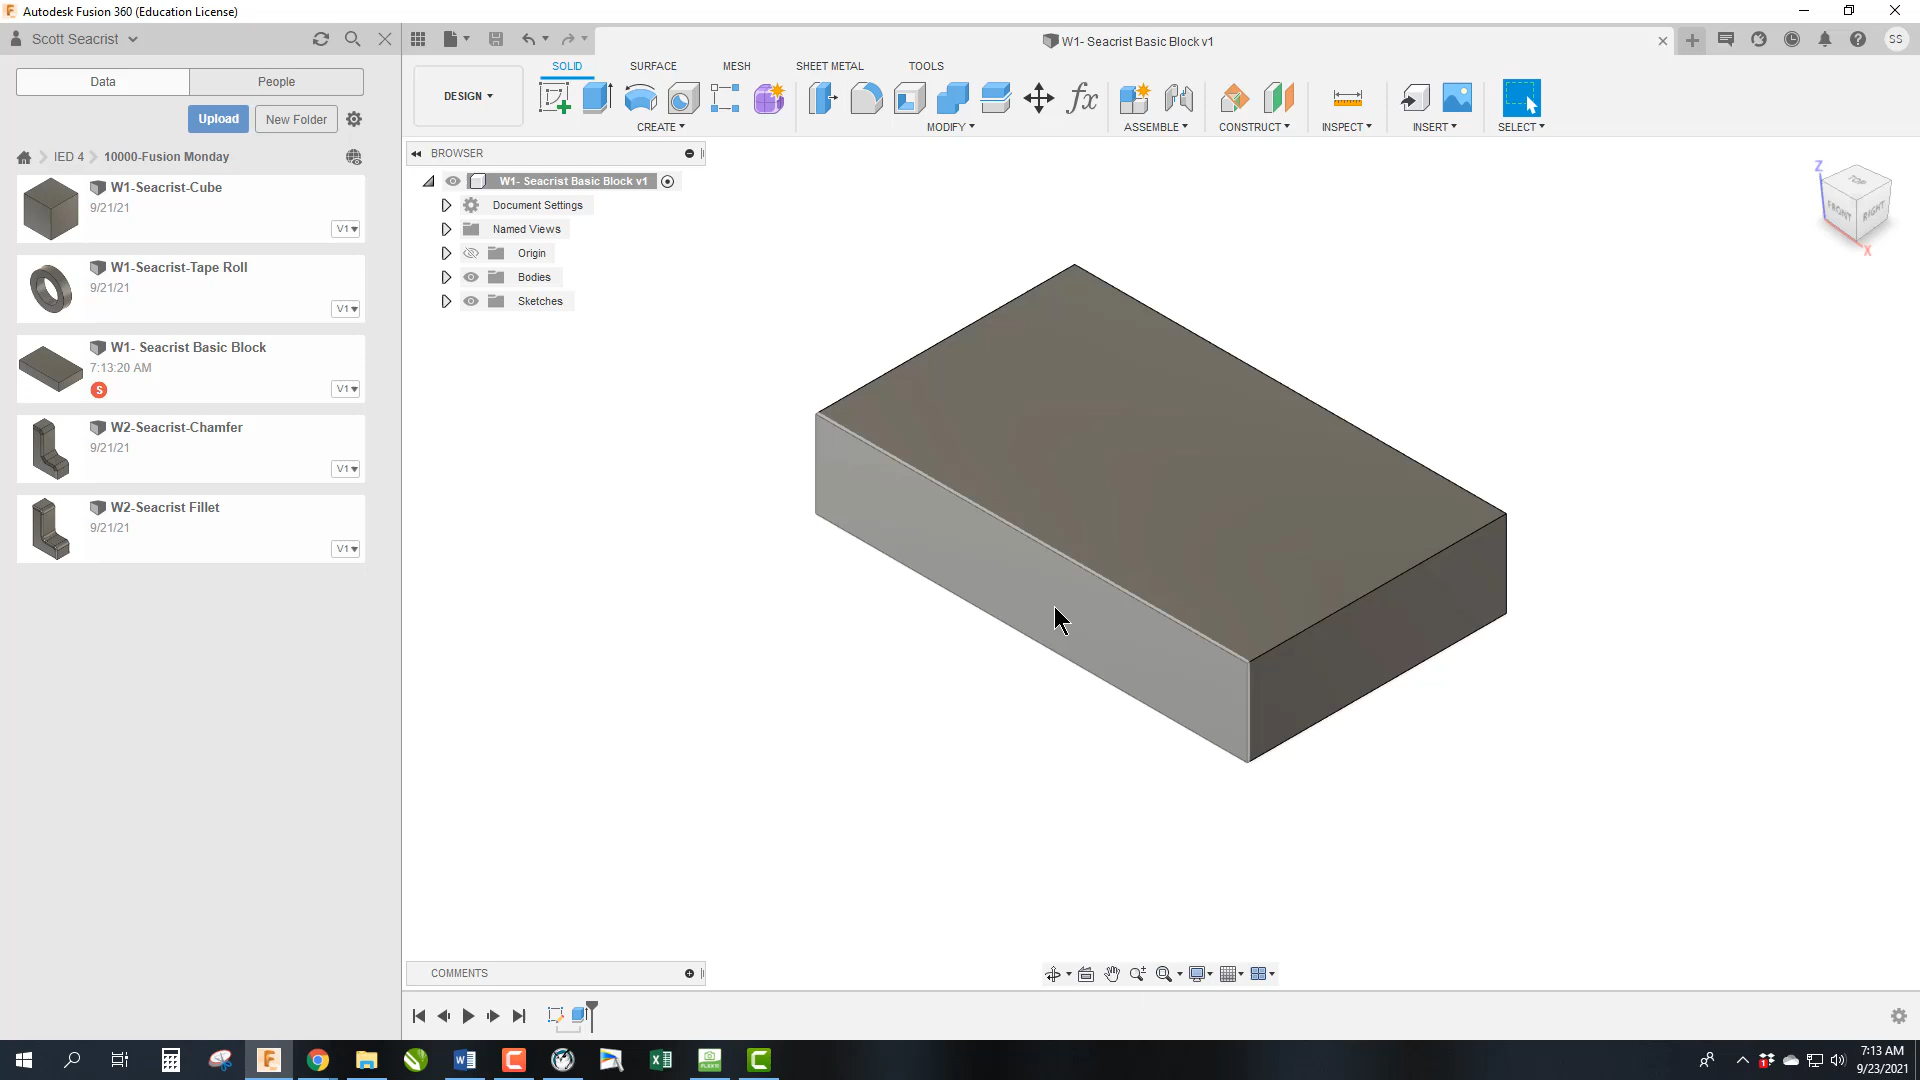 Autodesk Fusion 360 (Education License)
Scott Seacrist
W1- Seacrist Basic Block v1
SS
Data
People
Upload
New Folder
IED 4
10000-Fusion Monday
W1-Seacrist-Cube
9/21/21
V1
W1-Seacrist-Tape Roll
9/21/21
V1
W1- Seacrist Basic Block
7:13:20 AM
S
V1
W2-Seacrist-Chamfer
9/21/21
V1
W2-Seacrist Fillet
9/21/21
V1
DESIGN
SOLID
SURFACE
MESH
SHEET METAL
TOOLS
CREATE
MODIFY
ASSEMBLE
CONSTRUCT
INSPECT
INSERT
SELECT
BROWSER
W1- Seacrist Basic Block v1
Document Settings
Named Views
Origin
Bodies
Sketches
Z
TOP
FRONT
RIGHT
X
COMMENTS
7:13 AM
9/23/2021